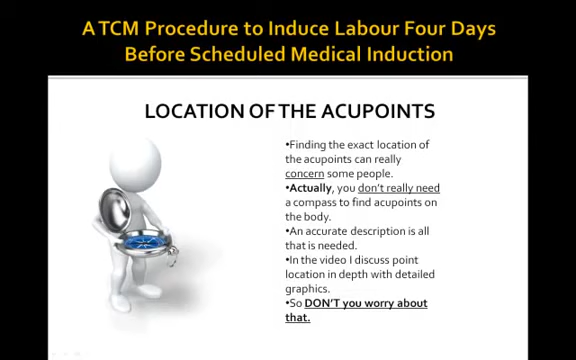 A TCM Procedure to Induce Labour Four Days
Before Scheduled Medical Induction
LOCATION OF THE ACUPOINTS
•Finding the exact location of
the acupoints can really
concern some people.
•Actually, you don't really need
a compass to find acupoints on
the body.
•An accurate description is all
that is needed.
•In the video I discuss point
location in depth with detailed
graphics.
•So DON'T you worry about
that.